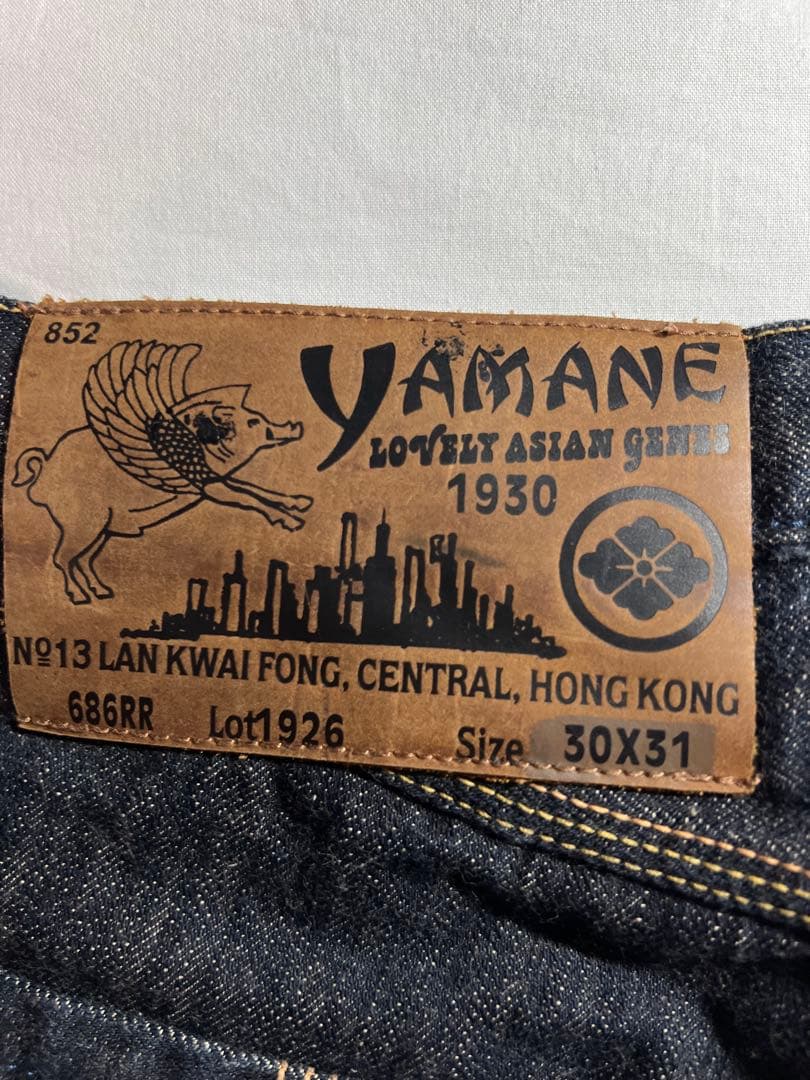 852
YAMANE
LOVELY ASIAN GENES
1930
Nº13 LAN KWAI FONG, CENTRAL, HONG KONG
686RR Lot1926 Size 30X31